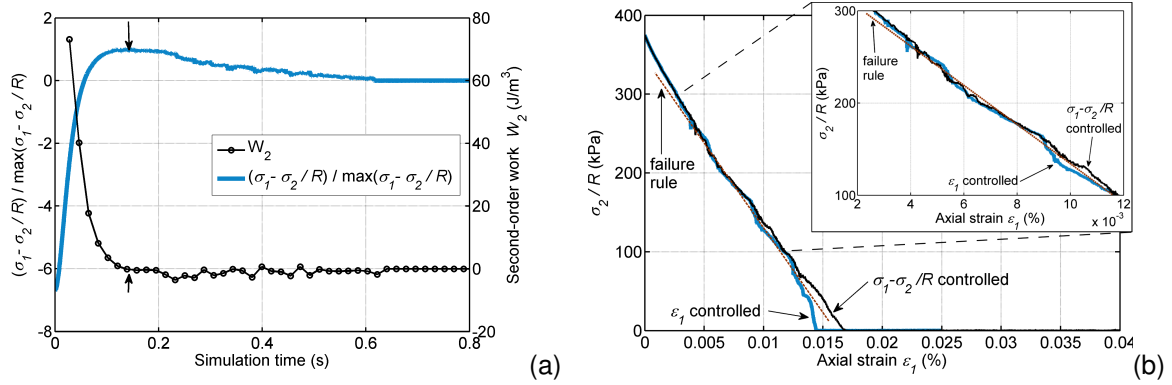 (σ₁- σ₂ / R) / max(σ₁- σ₂ / R)
2
0
-2
-4
-6
-8
80
60
40
20
0
-20
Second-order work W₂ (J/m³)
W₂
(σ₁- σ₂ / R) / max(σ₁- σ₂ / R)
0 0.2 0.4 0.6 0.8
Simulation time (s)
(a)
σ₂ / R (kPa)
400
300
200
100
0
failure
rule
ε₁ controlled
σ₁-σ₂/R controlled
0 0.005 0.01 0.015 0.02 0.025 0.03 0.035 0.04
Axial strain ε₁ (%)
σ₂ / R (kPa)
300
200
100
failure
rule
σ₁-σ₂/R
controlled
ε₁ controlled
2 4 6 8 10 12
Axial strain ε₁ (%)
x 10⁻³
(b)